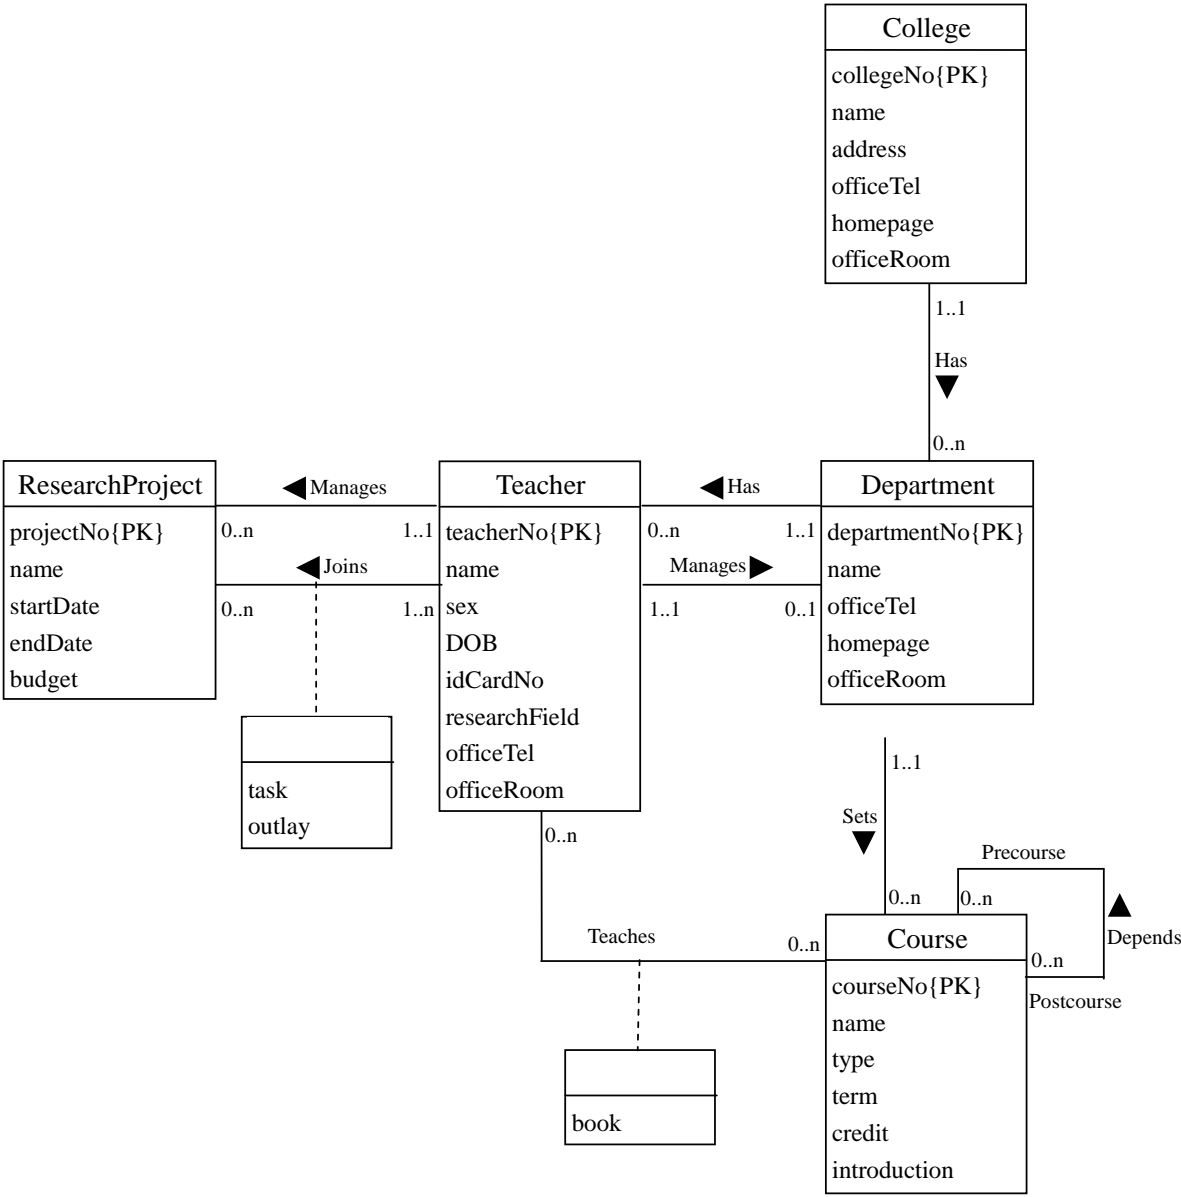 College
collegeNo{PK}
name
address
officeTel
homepage
officeRoom
1..1
Has
0..n
ResearchProject
projectNo{PK}
name
startDate
endDate
budget
Manages
0..n
1..1
Joins
0..n
1..n
task
outlay
Teacher
teacherNo{PK}
name
sex
DOB
idCardNo
researchField
officeTel
officeRoom
Has
0..n
1..1
Manages
1..1
0..1
Department
departmentNo{PK}
name
officeTel
homepage
officeRoom
1..1
Sets
0..n
0..n
Teaches
0..n
book
Precourse
0..n
Depends
0..n
Postcourse
Course
courseNo{PK}
name
type
term
credit
introduction